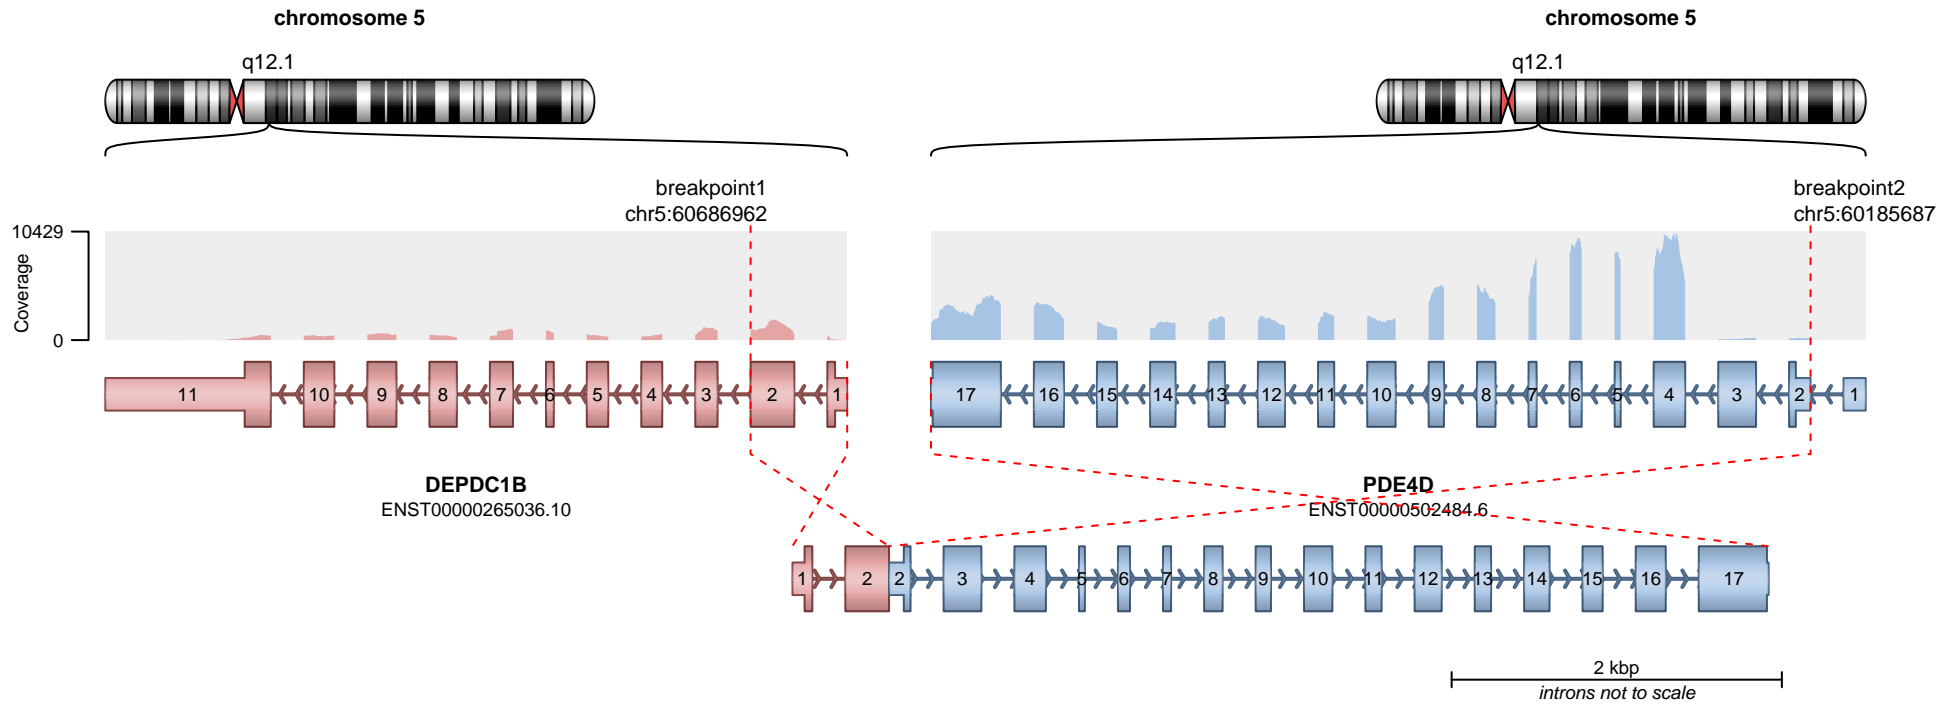 chromosome 5
chromosome 5
q12.1
q12.1
breakpoint1
chr5:60686962
breakpoint2
chr5:60185687
10429
Coverage
0
11 10 9 8 7 6 5 4 3 2 1
17 16 15 14 13 12 11 10 9 8 7 6 5 4 3 2 1
DEPDC1B
ENST00000265036.10
PDE4D
ENST00000502484.6
1 2 2 3 4 5 6 7 8 9 10 11 12 13 14 15 16 17
2 kbp
introns not to scale